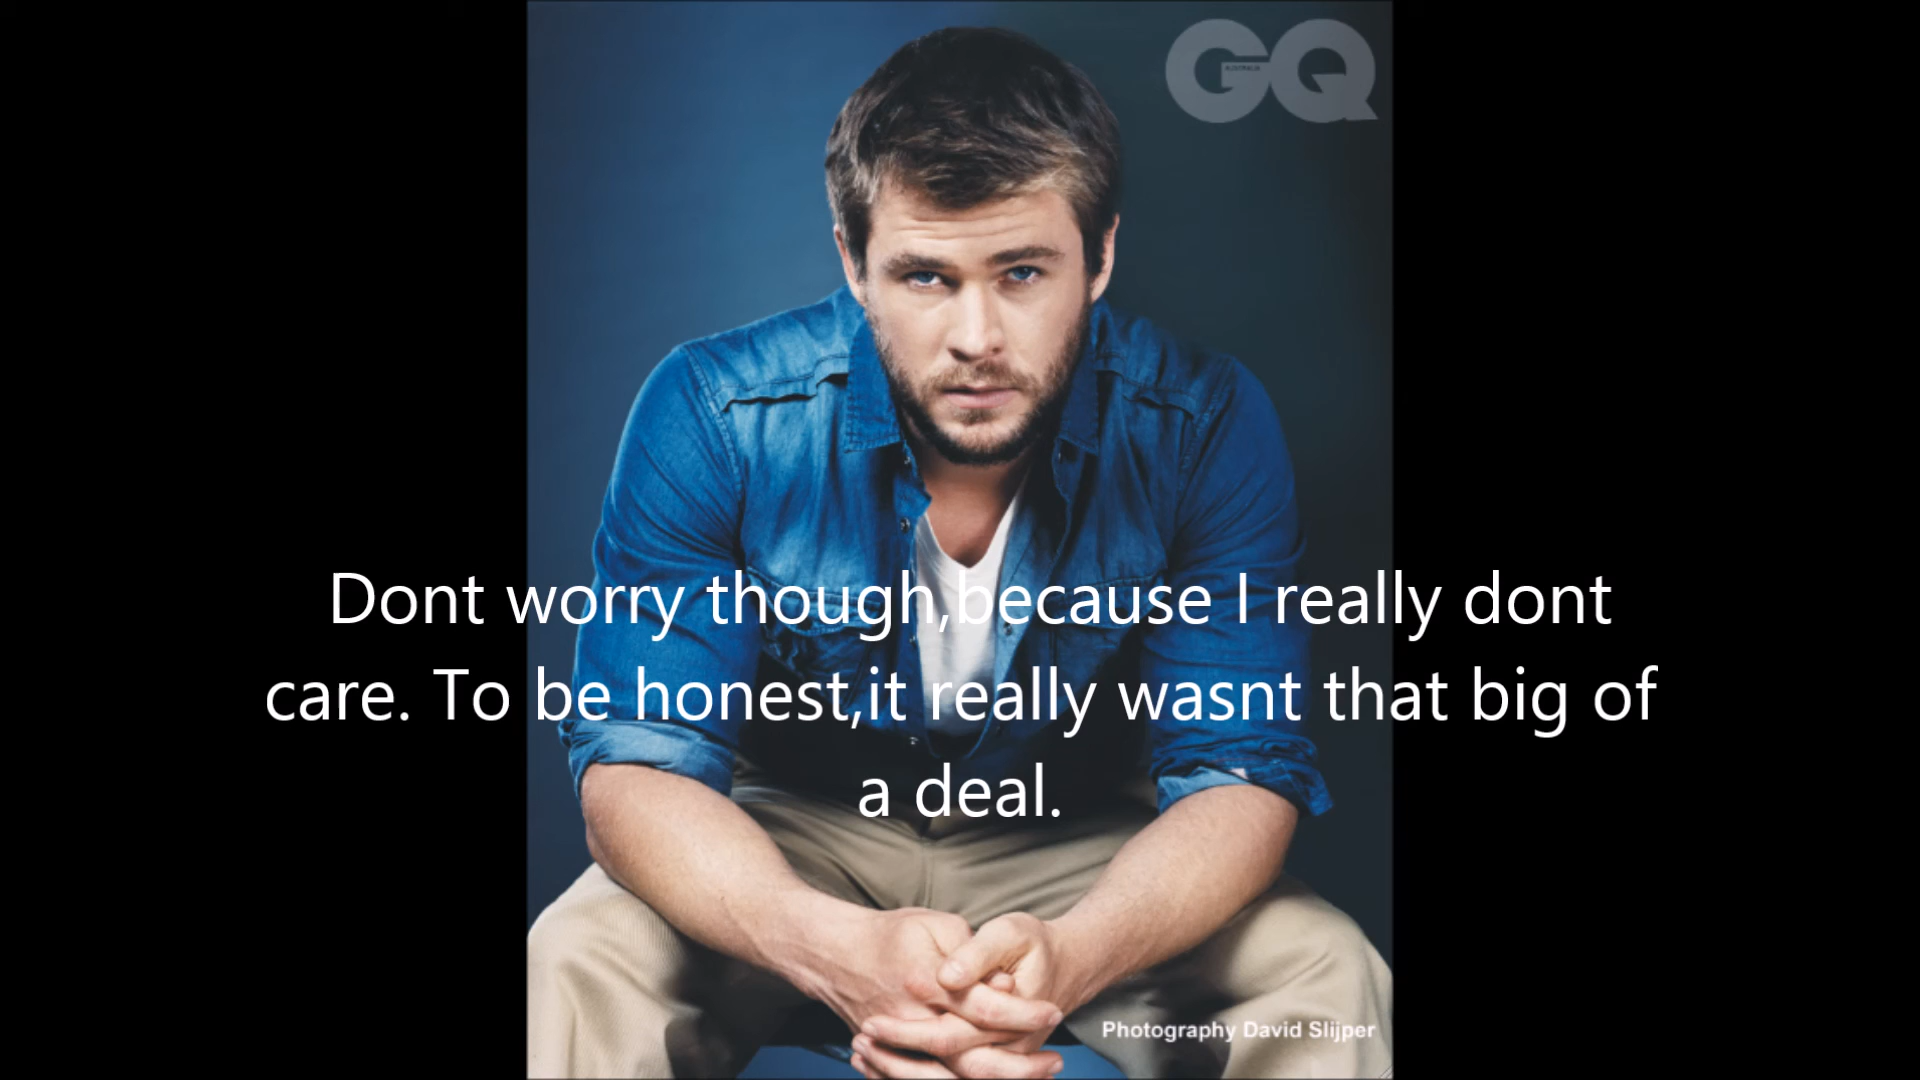 GQ
AUSTRALIA
Dont worry though,because I really dont
care. To be honest,it really wasnt that big of
a deal.
Photography David Slijper